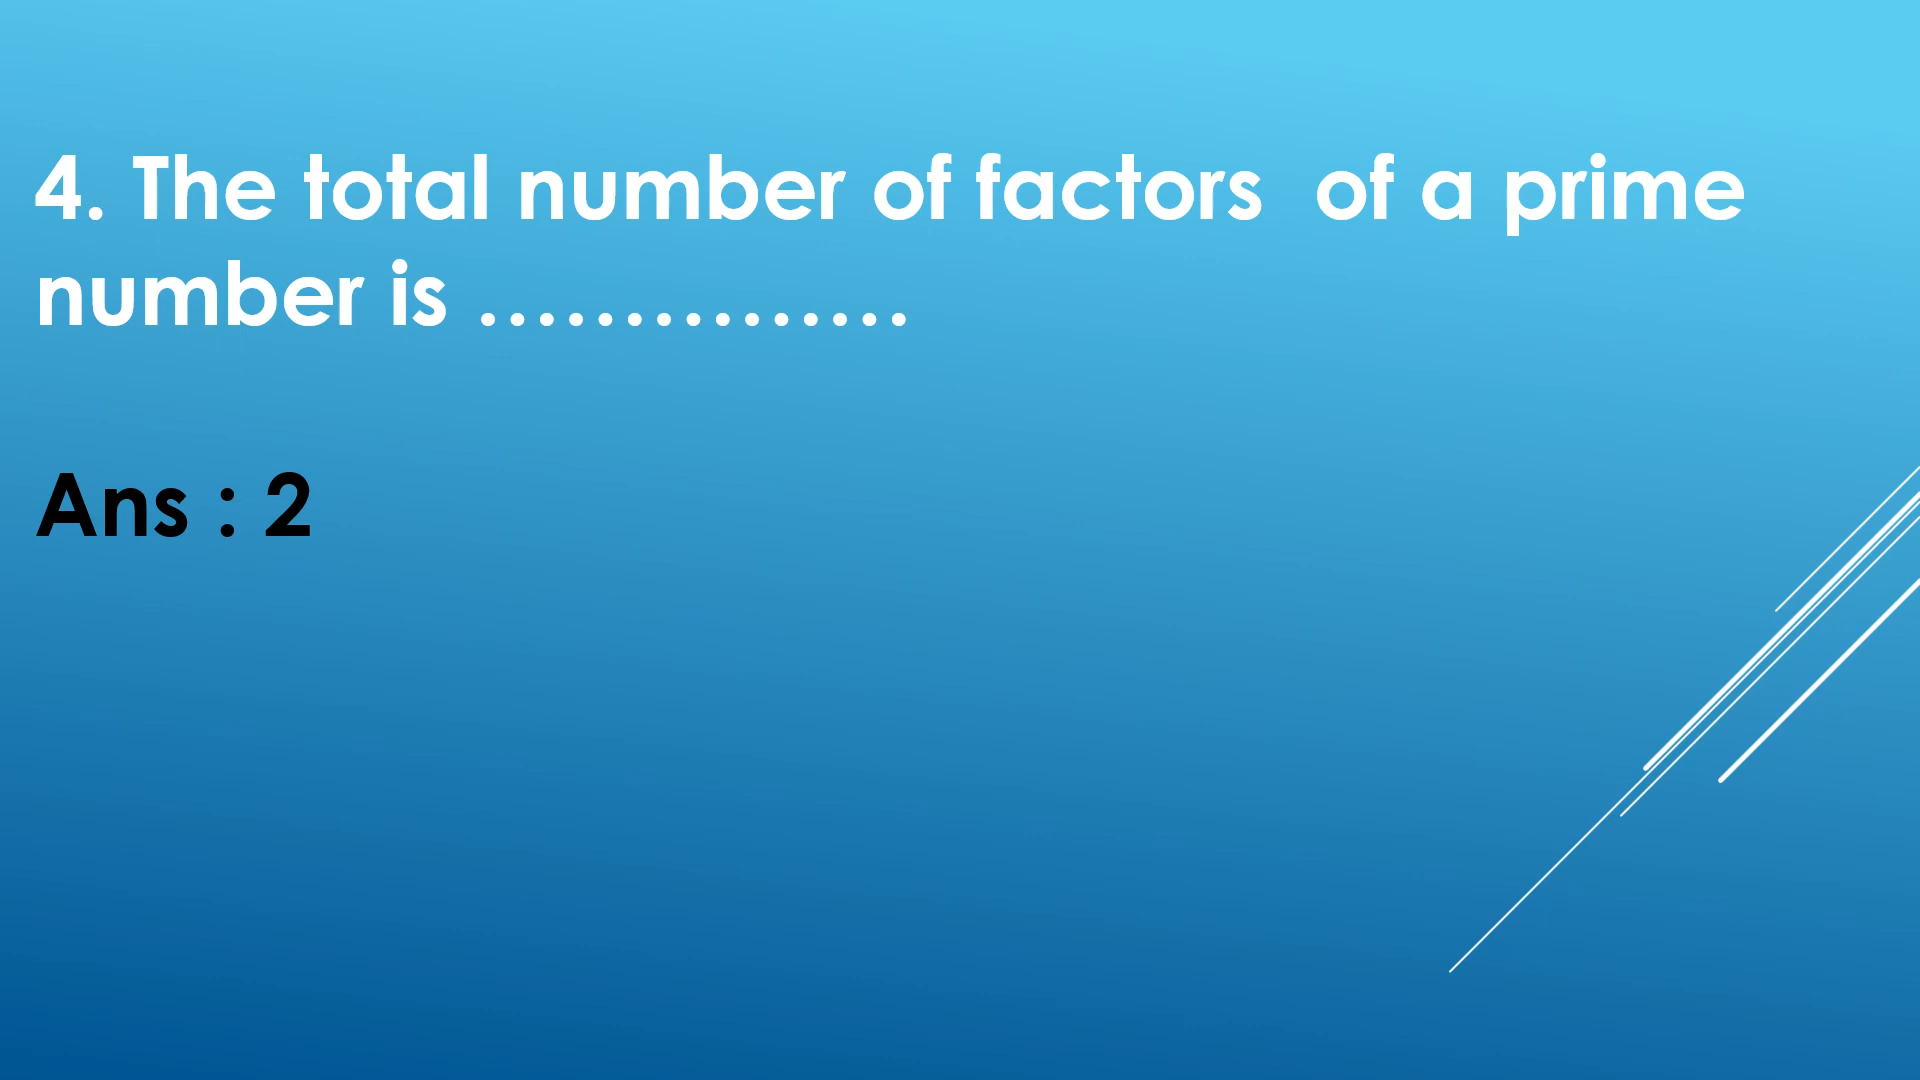 4. The total number of factors  of a prime
number is ……………
Ans : 2